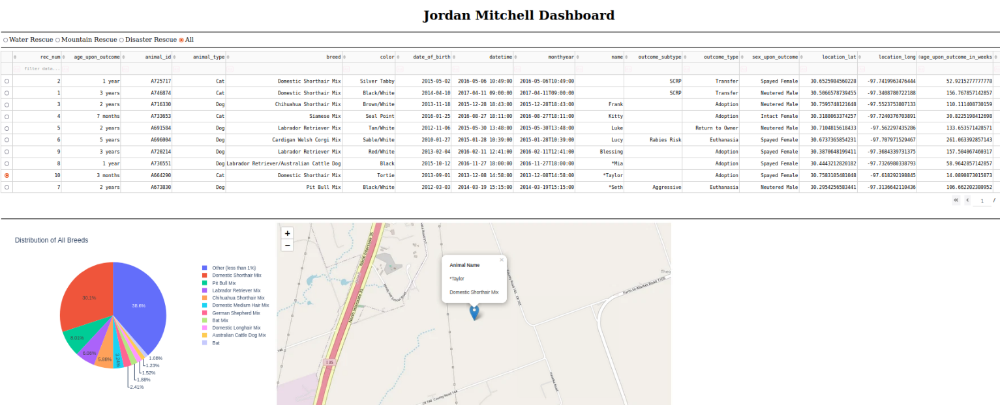 Jordan Mitchell Dashboard
Water Rescue Mountain Rescue Disaster Rescue All
rec_num age_upon_outcome animal_id animal_type breed color date_of_birth datetime monthyear name outcome_subtype outcome_type sex_upon_outcome location_lat location_long age_upon_outcome_in_weeks
filter data...
2 1 year A725717 Cat Domestic Shorthair Mix Silver Tabby 2015-05-02 2016-05-06 10:49:00 2016-05-06T10:49:00 SCRP Transfer Spayed Female 30.6525984560228 -97.7419963476444 52.9215277777778
1 3 years A746874 Cat Domestic Shorthair Mix Black/White 2014-04-10 2017-04-11 09:00:00 2017-04-11T09:00:00 SCRP Transfer Neutered Male 30.5066578739455 -97.3408780722188 156.767857142857
3 2 years A716330 Dog Chihuahua Shorthair Mix Brown/White 2013-11-18 2015-12-28 18:43:00 2015-12-28T18:43:00 Frank Adoption Neutered Male 30.7595748121648 -97.5523753807133 110.111408730159
4 7 months A733653 Cat Siamese Mix Seal Point 2016-01-25 2016-08-27 18:11:00 2016-08-27T18:11:00 Kitty Adoption Intact Female 30.3188063374257 -97.7240376703891 30.8225198412698
5 2 years A691584 Dog Labrador Retriever Mix Tan/White 2012-11-06 2015-05-30 13:48:00 2015-05-30T13:48:00 Luke Return to Owner Neutered Male 30.7104815618433 -97.562297435286 133.653571428571
6 5 years A696004 Dog Cardigan Welsh Corgi Mix Sable/White 2010-01-27 2015-01-28 10:39:00 2015-01-28T10:39:00 Lucy Rabies Risk Euthanasia Spayed Female 30.6737365854231 -97.707971529467 261.063392857143
9 3 years A720214 Dog Labrador Retriever Mix Red/White 2013-02-04 2016-02-11 12:41:00 2016-02-11T12:41:00 Blessing Adoption Spayed Female 30.3870648199411 -97.3684339731375 157.504067460317
8 1 year A736551 Dog Labrador Retriever/Australian Cattle Dog Black 2015-10-12 2016-11-27 18:00:00 2016-11-27T18:00:00 *Mia Adoption Spayed Female 30.4443212820182 -97.7326980338793 58.9642857142857
10 3 months A664290 Cat Domestic Shorthair Mix Tortie 2013-09-01 2013-12-08 14:58:00 2013-12-08T14:58:00 *Taylor Adoption Spayed Female 30.7583105481048 -97.618292198845 14.0890873015873
7 2 years A673830 Dog Pit Bull Mix Black/White 2012-03-03 2014-03-19 15:15:00 2014-03-19T15:15:00 *Seth Aggressive Euthanasia Neutered Male 30.2954256583441 -97.3136642110436 106.662202380952
« ‹ 1 /
Distribution of All Breeds
38.6%
30.1%
8.01%
6.08%
5.88%
3.24%
2.41%
1.88%
1.52%
1.23%
1.08%
Other (less than 1%)
Domestic Shorthair Mix
Pit Bull Mix
Labrador Retriever Mix
Chihuahua Shorthair Mix
Domestic Medium Hair Mix
German Shepherd Mix
Bat Mix
Domestic Longhair Mix
Australian Cattle Dog Mix
Bat
+
−
Animal Name
*Taylor
Domestic Shorthair Mix
×
North Interstate 35
North Interstate 35
I 35
County Road 145 - CR 145
Farm-to-Market Road 1105
Theo
CR 144 County Road 144